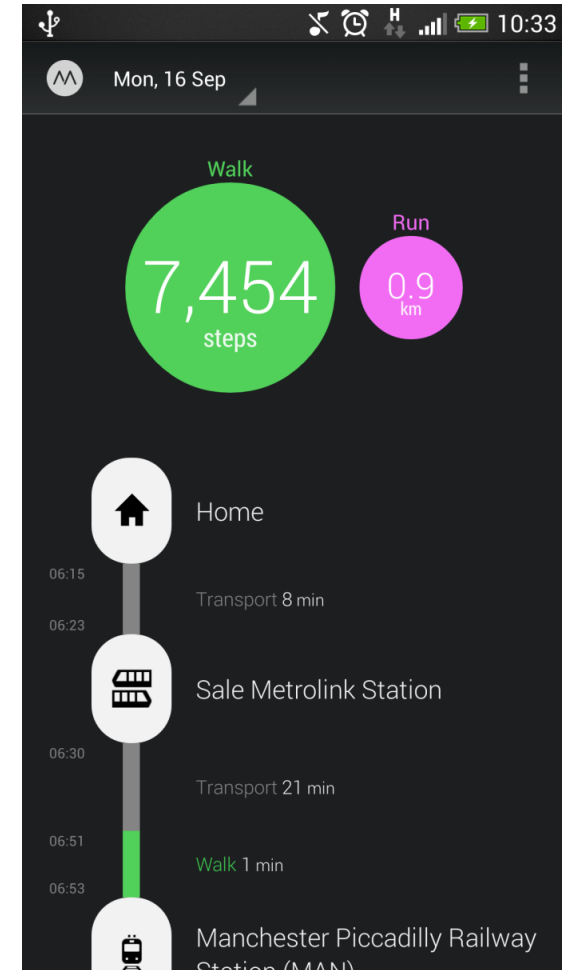 H
10:33
Mon, 16 Sep
Walk
7,454
steps
Run
0.9
km
Home
06:15
Transport 8 min
06:23
Sale Metrolink Station
06:30
Transport 21 min
06:51
Walk 1 min
06:53
Manchester Piccadilly Railway
Station (MAN)